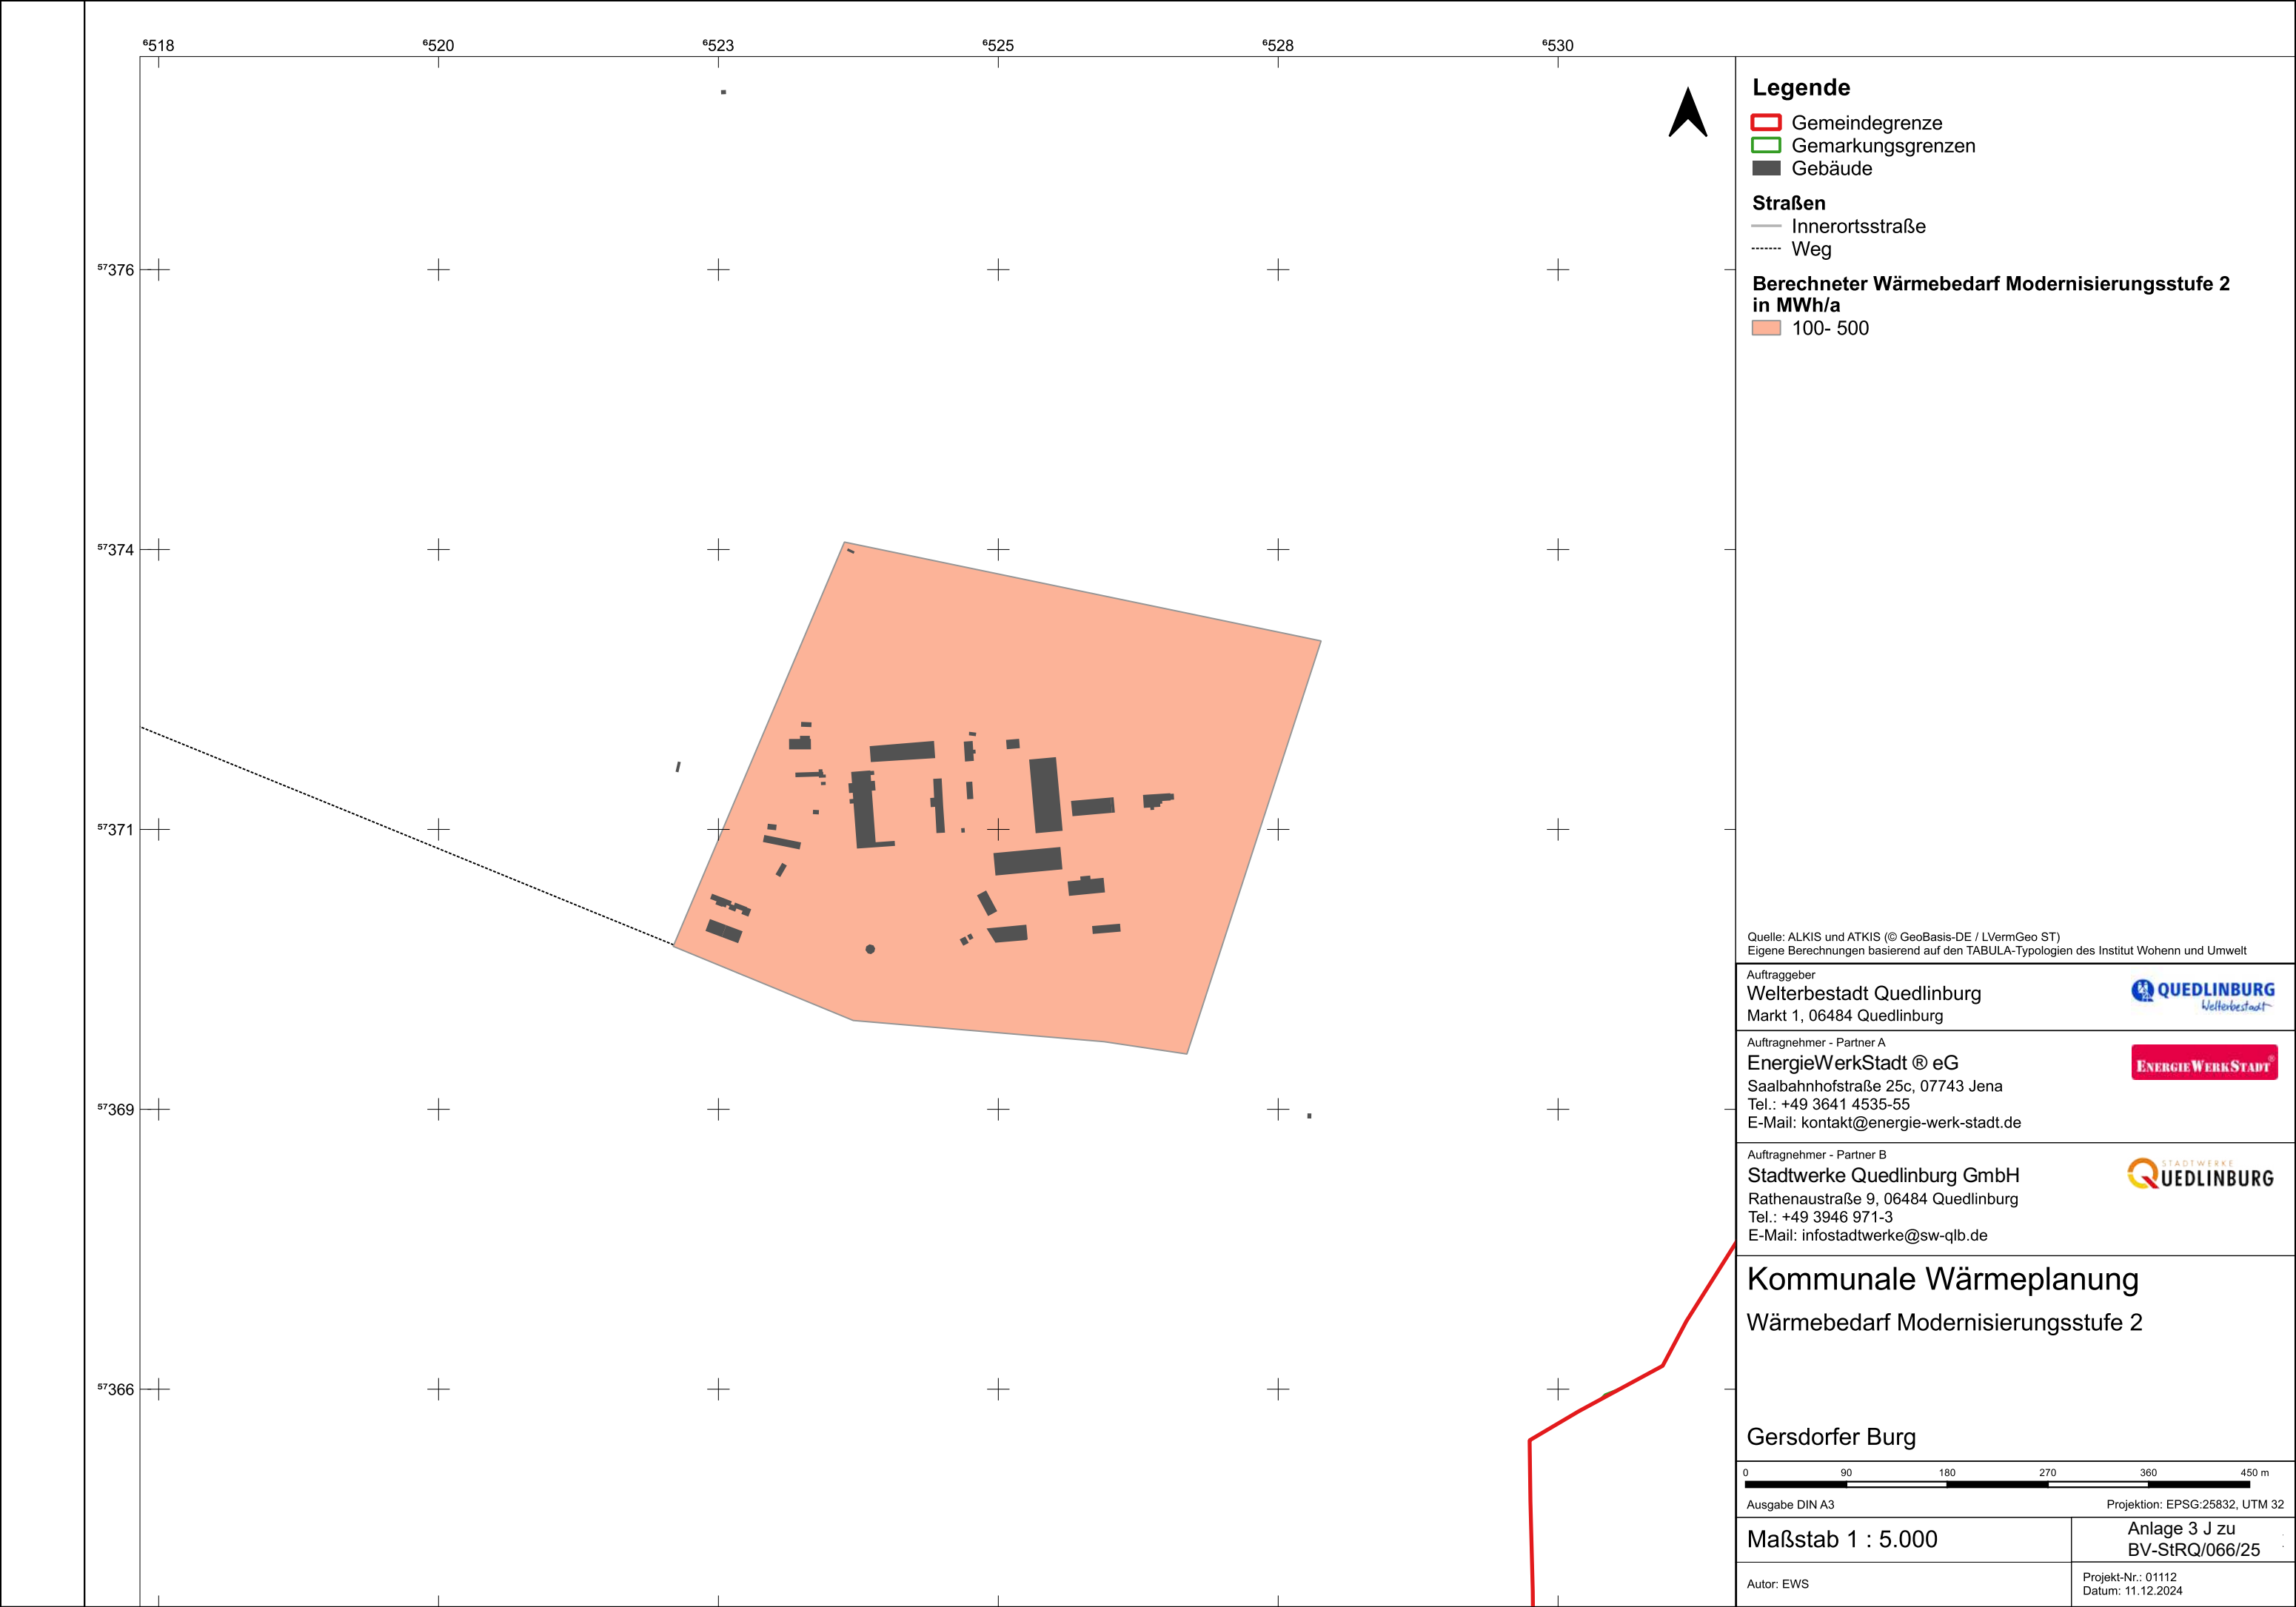 ⁶518 ⁶520 ⁶523 ⁶525 ⁶528 ⁶530
⁵⁷376
⁵⁷374
⁵⁷371
⁵⁷369
⁵⁷366
Legende
Gemeindegrenze
Gemarkungsgrenzen
Gebäude
Straßen
Innerortsstraße
Weg
Berechneter Wärmebedarf Modernisierungsstufe 2
in MWh/a
100- 500
Quelle: ALKIS und ATKIS (© GeoBasis-DE / LVermGeo ST)
Eigene Berechnungen basierend auf den TABULA-Typologien des Institut Wohenn und Umwelt
Auftraggeber
Welterbestadt Quedlinburg
Markt 1, 06484 Quedlinburg
QUEDLINBURG
Welterbestadt
Auftragnehmer - Partner A
EnergieWerkStadt ® eG
Saalbahnhofstraße 25c, 07743 Jena
Tel.: +49 3641 4535-55
E-Mail: kontakt@energie-werk-stadt.de
ENERGIEWERKSTADT®
Auftragnehmer - Partner B
Stadtwerke Quedlinburg GmbH
Rathenaustraße 9, 06484 Quedlinburg
Tel.: +49 3946 971-3
E-Mail: infostadtwerke@sw-qlb.de
STADTWERKE
QUEDLINBURG
Kommunale Wärmeplanung
Wärmebedarf Modernisierungsstufe 2
Gersdorfer Burg
0 90 180 270 360 450 m
Ausgabe DIN A3 Projektion: EPSG:25832, UTM 32
Maßstab 1 : 5.000
Anlage 3 J zu
BV-StRQ/066/25
Autor: EWS
Projekt-Nr.: 01112
Datum: 11.12.2024